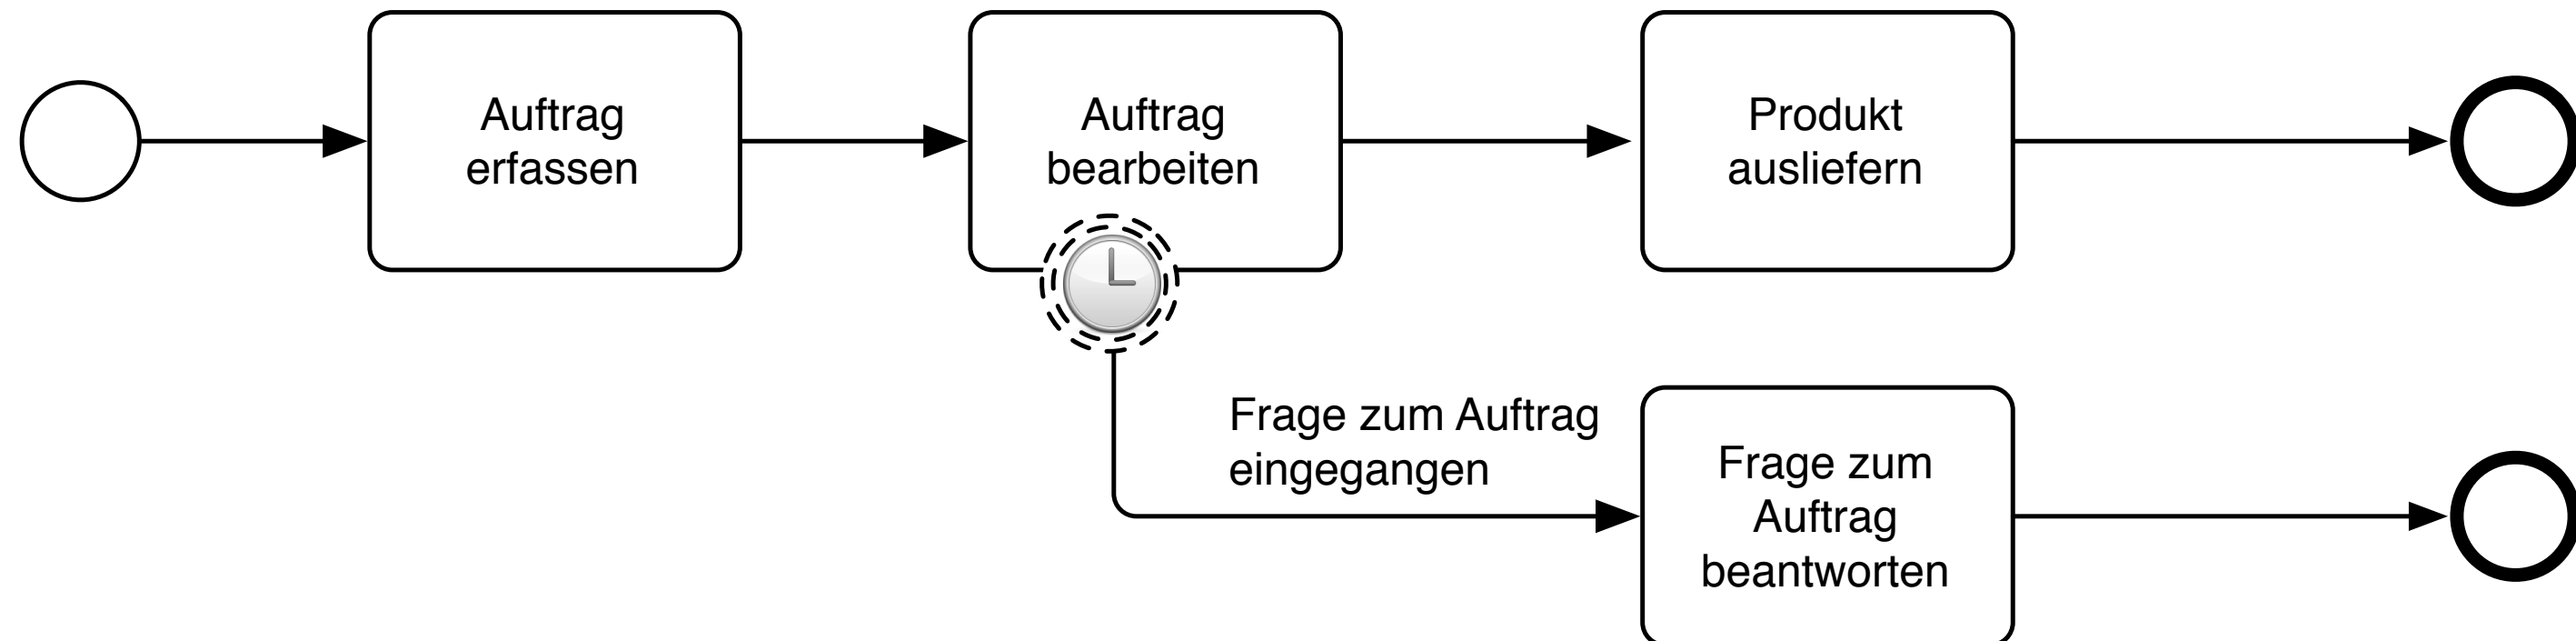 Auftrag
erfassen
Auftrag
bearbeiten
Produkt
ausliefern
Frage zum Auftrag
eingegangen
Frage zum
Auftrag
beantworten